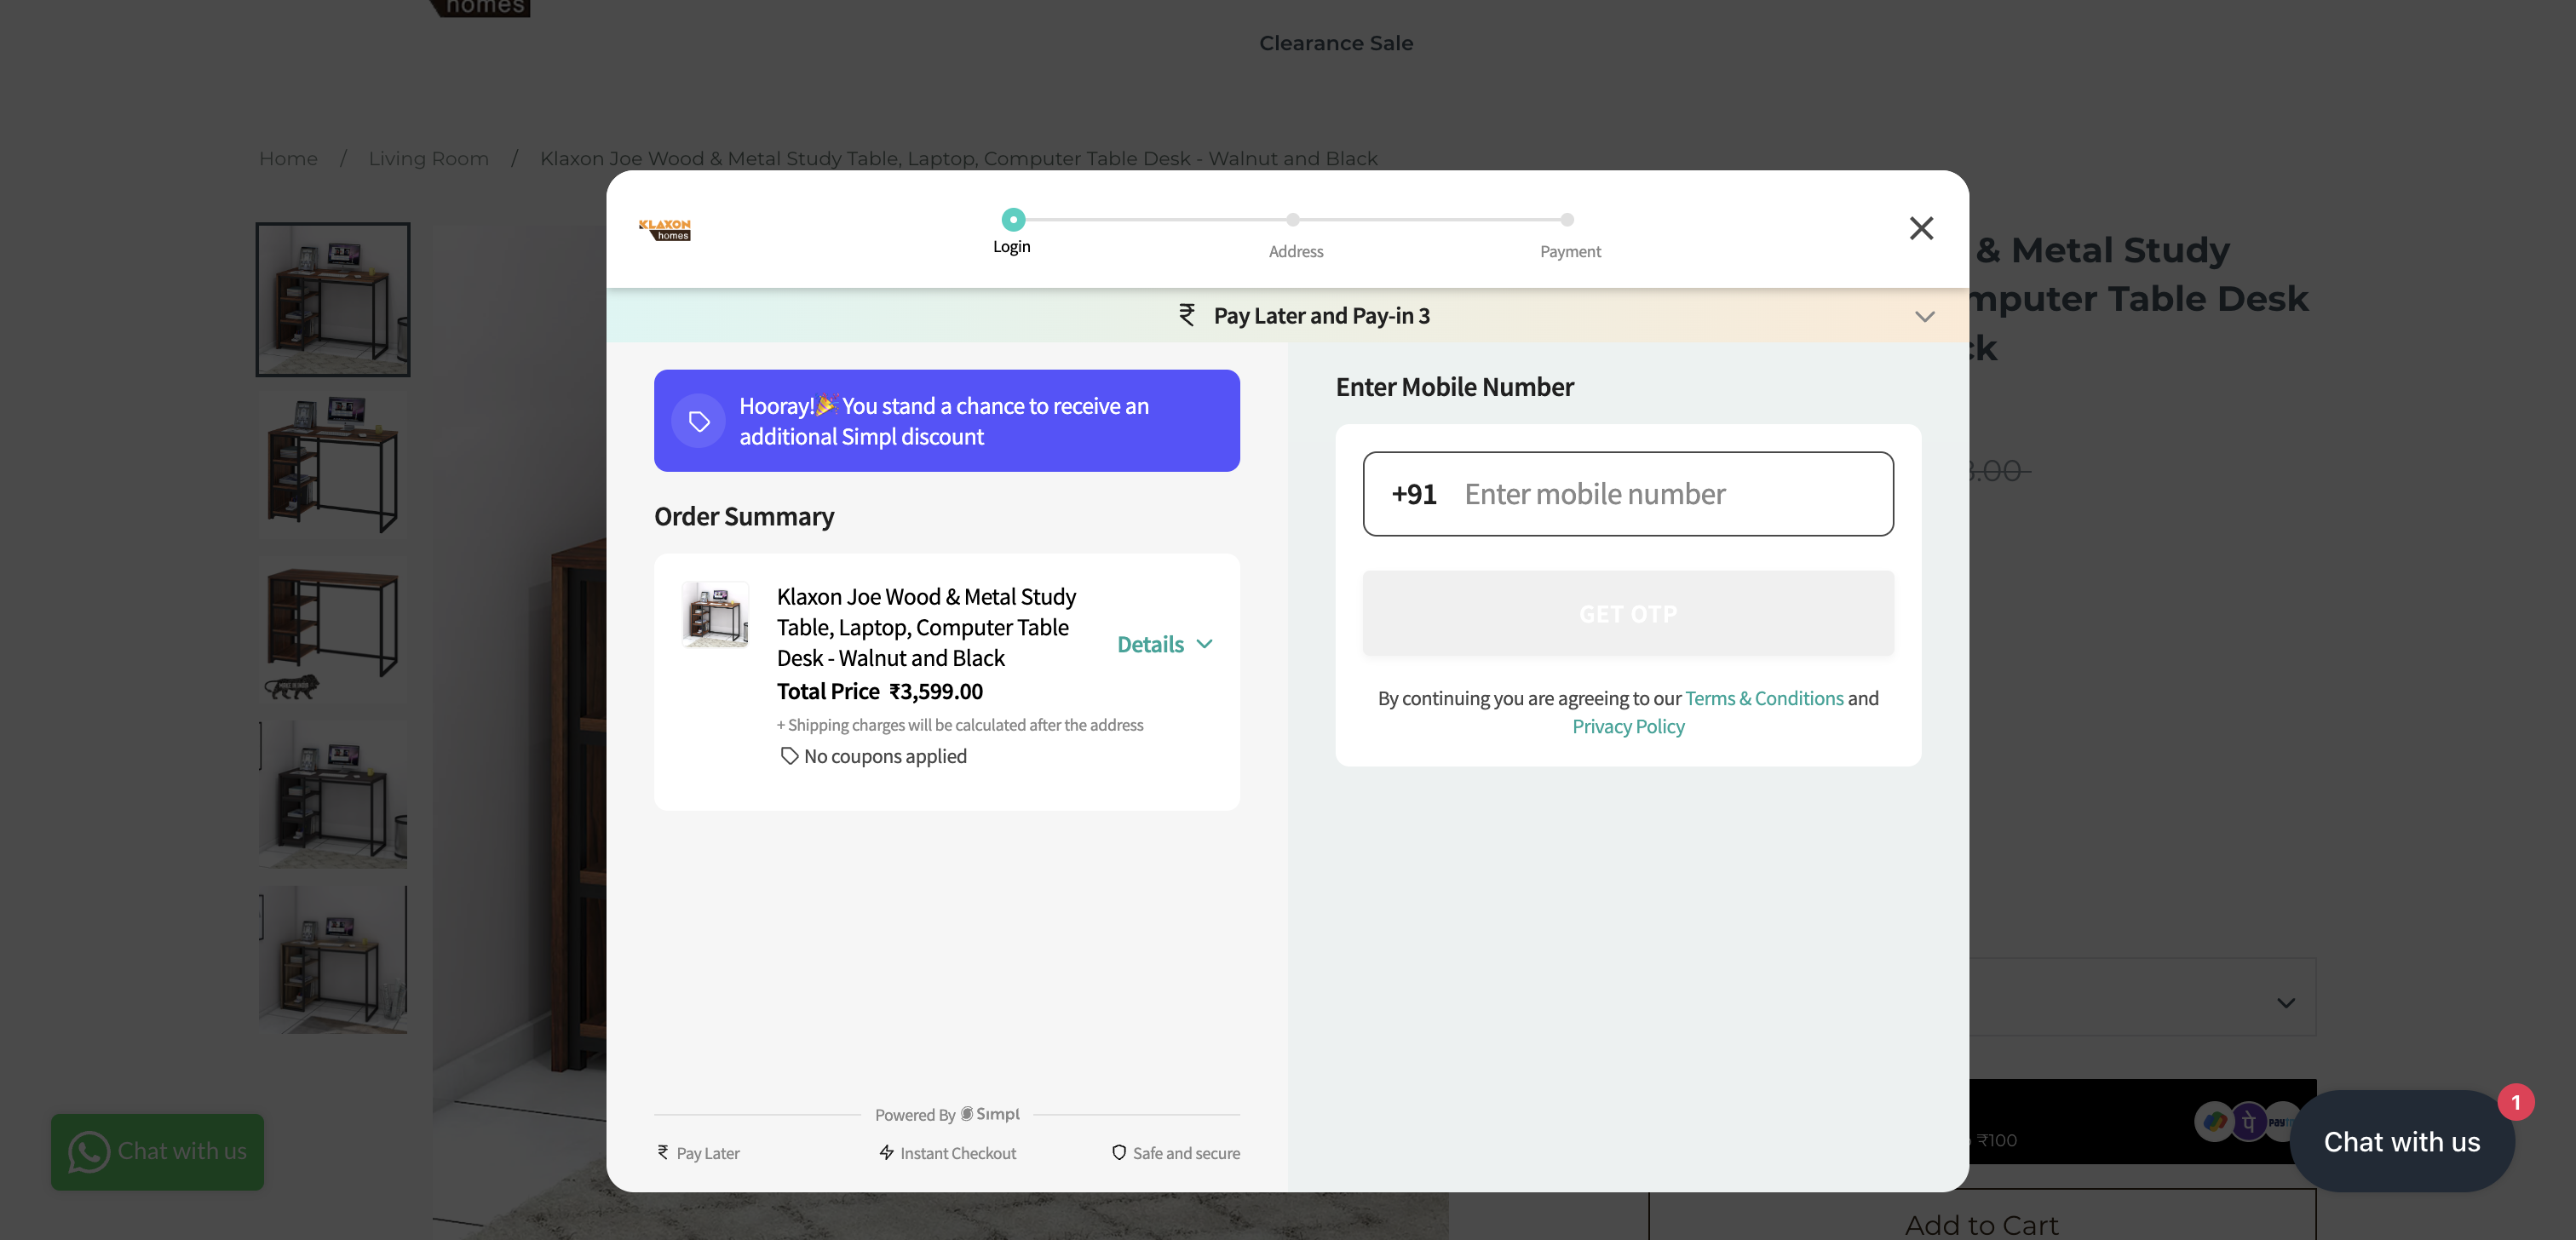 homes
Clearance Sale
Home / Living Room / Klaxon Joe Wood & Metal Study Table, Laptop, Computer Table Desk - Walnut and Black
KLAXON
homes
Login
Address
Payment
& Metal Study
mputer Table Desk
ck
₹ Pay Later and Pay-in 3
Hooray!🎉 You stand a chance to receive an
additional Simpl discount
Order Summary
Klaxon Joe Wood & Metal Study
Table, Laptop, Computer Table
Desk - Walnut and Black
Details
Total Price ₹3,599.00
+ Shipping charges will be calculated after the address
No coupons applied
Powered By Simpl
₹ Pay Later
Instant Checkout
Safe and secure
Enter Mobile Number
+91 Enter mobile number
GET OTP
By continuing you are agreeing to our Terms & Conditions and
Privacy Policy
.00
₹100
पे
Chat with us
1
Chat with us
Add to Cart